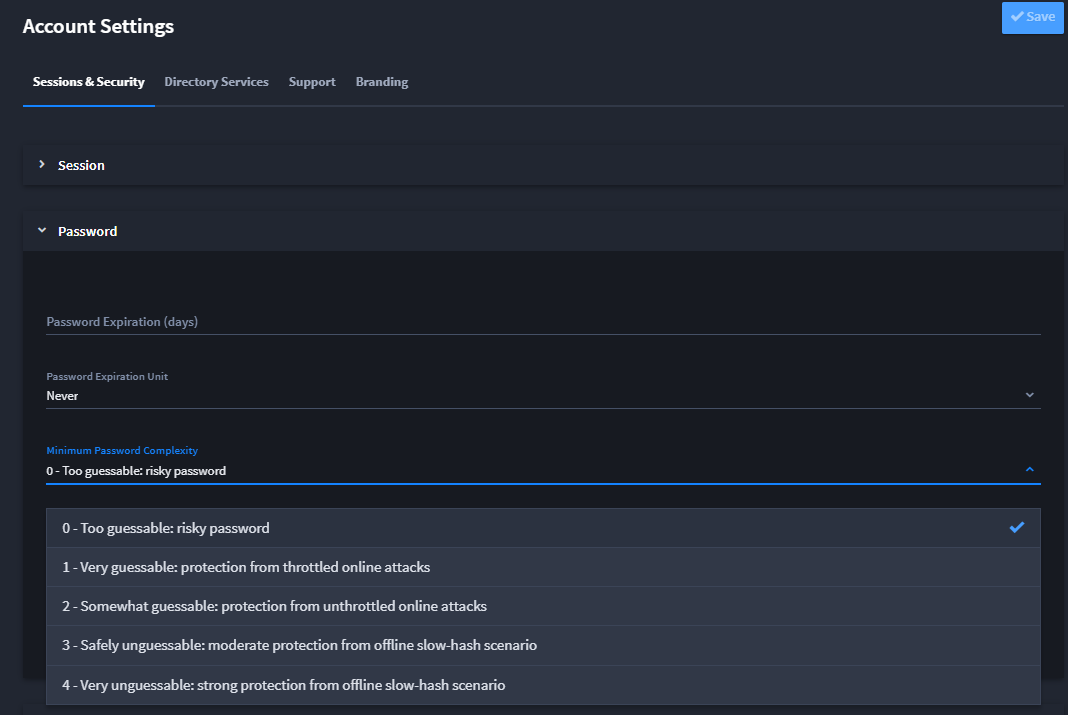 Account Settings
Save
Sessions & Security
Directory Services
Support
Branding
Session
Password
Password Expiration (days)
Password Expiration Unit
Never
Minimum Password Complexity
0 - Too guessable: risky password
0 - Too guessable: risky password
1 - Very guessable: protection from throttled online attacks
2 - Somewhat guessable: protection from unthrottled online attacks
3 - Safely unguessable: moderate protection from offline slow-hash scenario
4 - Very unguessable: strong protection from offline slow-hash scenario